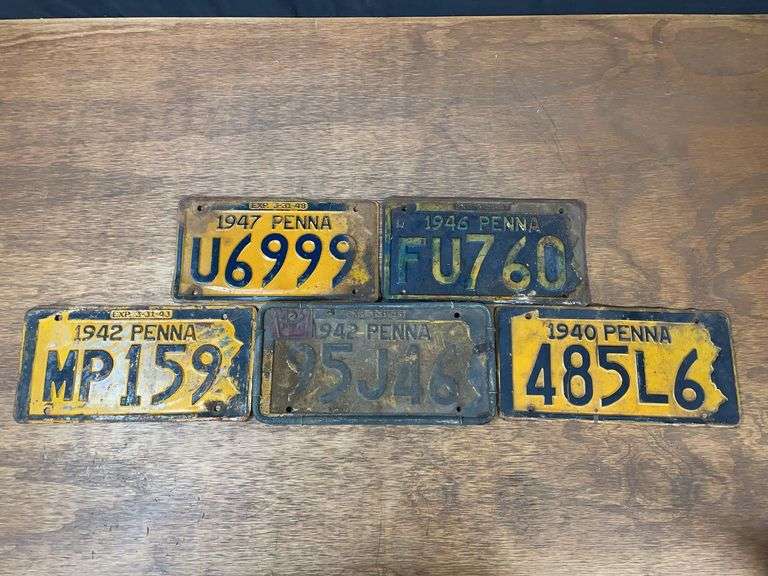 EXP. 3-31-48
1947 PENNA
U6999
1946 PENNA
FU760
EXP. 3-31-43
1942 PENNA
MP159
1942 PENNA
95J46
1940 PENNA
485L6